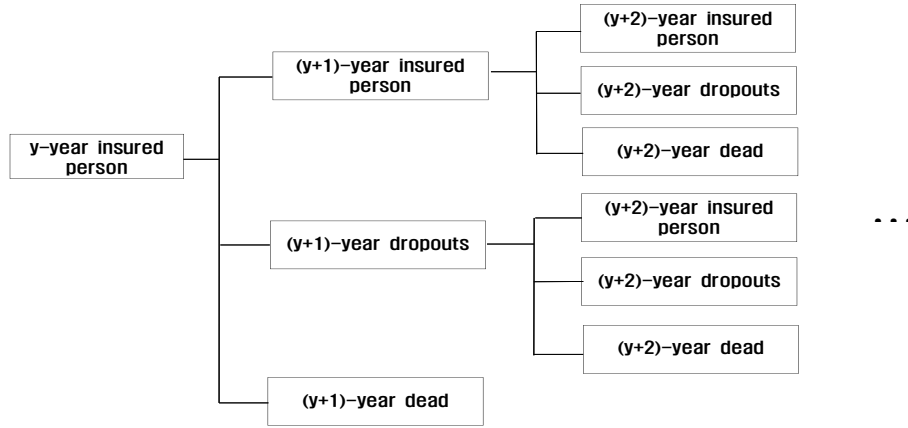 (y+2)-year insured
person
(y+1)-year insured
person
(y+2)-year dropouts
y-year insured
person
(y+2)-year dead
(y+2)-year insured
person
(y+1)-year dropouts
...
(y+2)-year dropouts
(y+2)-year dead
(y+1)-year dead